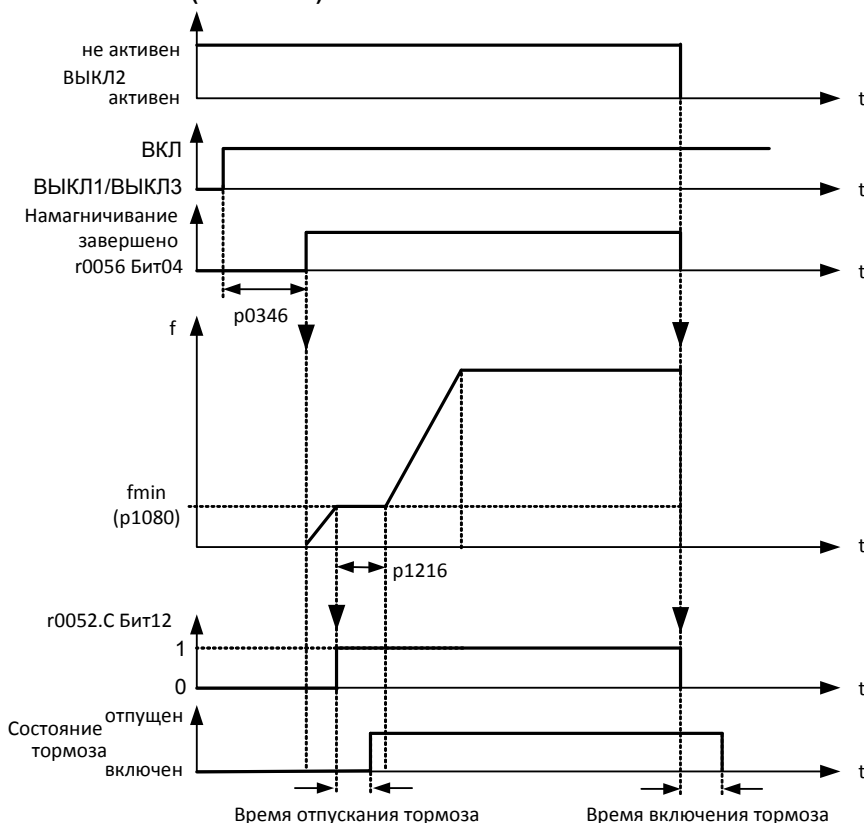 не активен
ВЫКЛ2
активен
t
ВКЛ
ВЫКЛ1/ВЫКЛ3
t
Намагничивание
завершено
r0056 Бит04
t
p0346
f
fmin
(p1080)
t
p1216
r0052.C Бит12
1
0
t
отпущен
Состояние
тормоза
включен
t
Время отпускания тормоза
Время включения тормоза